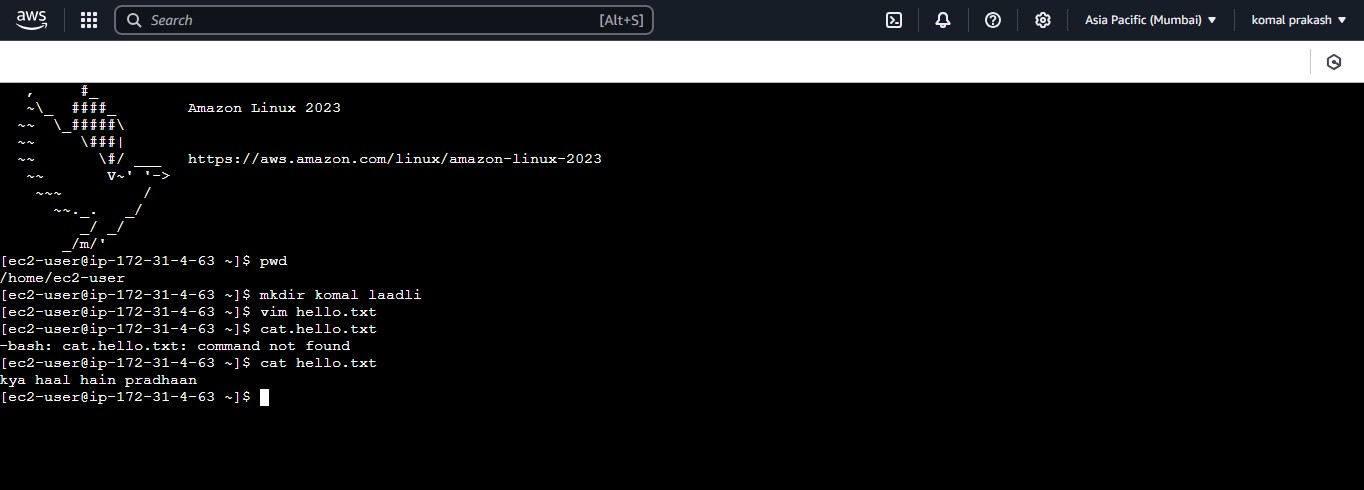 aws Search [Alt+S] Asia Pacific (Mumbai) komal prakash
   ,     #_
   ~\_  ####_        Amazon Linux 2023
  ~~  \_#####\
  ~~     \###|
  ~~       \#/ ___   https://aws.amazon.com/linux/amazon-linux-2023
   ~~       V~' '->
    ~~~         /
      ~~._.   _/
         _/ _/
       _/m/'
[ec2-user@ip-172-31-4-63 ~]$ pwd
/home/ec2-user
[ec2-user@ip-172-31-4-63 ~]$ mkdir komal laadli
[ec2-user@ip-172-31-4-63 ~]$ vim hello.txt
[ec2-user@ip-172-31-4-63 ~]$ cat.hello.txt
-bash: cat.hello.txt: command not found
[ec2-user@ip-172-31-4-63 ~]$ cat hello.txt
kya haal hain pradhaan
[ec2-user@ip-172-31-4-63 ~]$